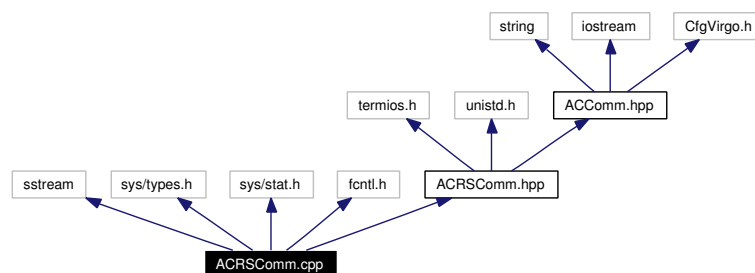 string iostream CfgVirgo.h
termios.h unistd.h ACComm.hpp
sstream sys/types.h sys/stat.h fcntl.h ACRSComm.hpp
ACRSComm.cpp